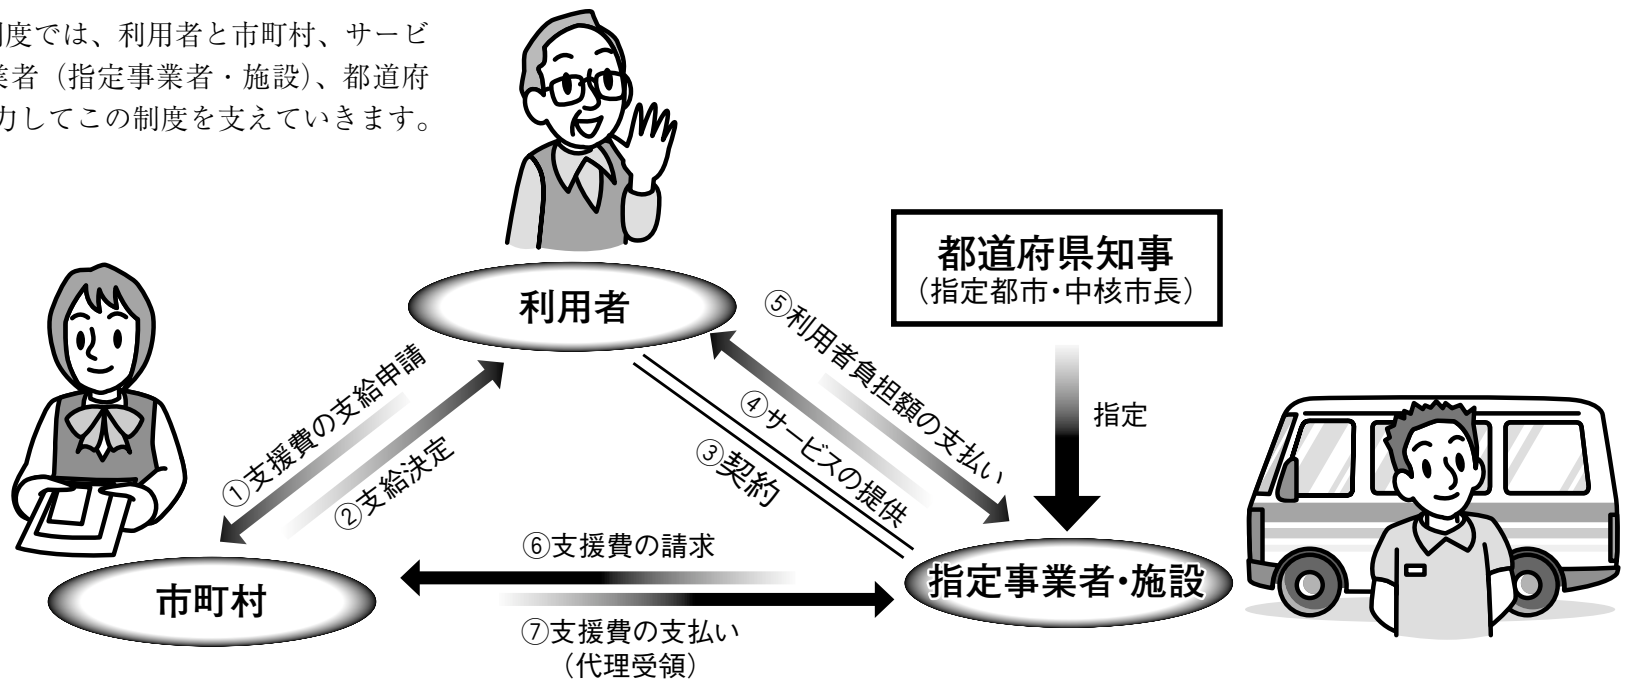 度では、利用者と市町村、サービ
業者（指定事業者・施設）、都道府
力してこの制度を支えていきます。
利用者
都道府県知事
（指定都市・中核市長）
指定
①支援費の支給申請
②支給決定
③契約
④サービスの提供
⑤利用者負担額の支払い
⑥支援費の請求
⑦支援費の支払い
（代理受領）
市町村
指定事業者・施設